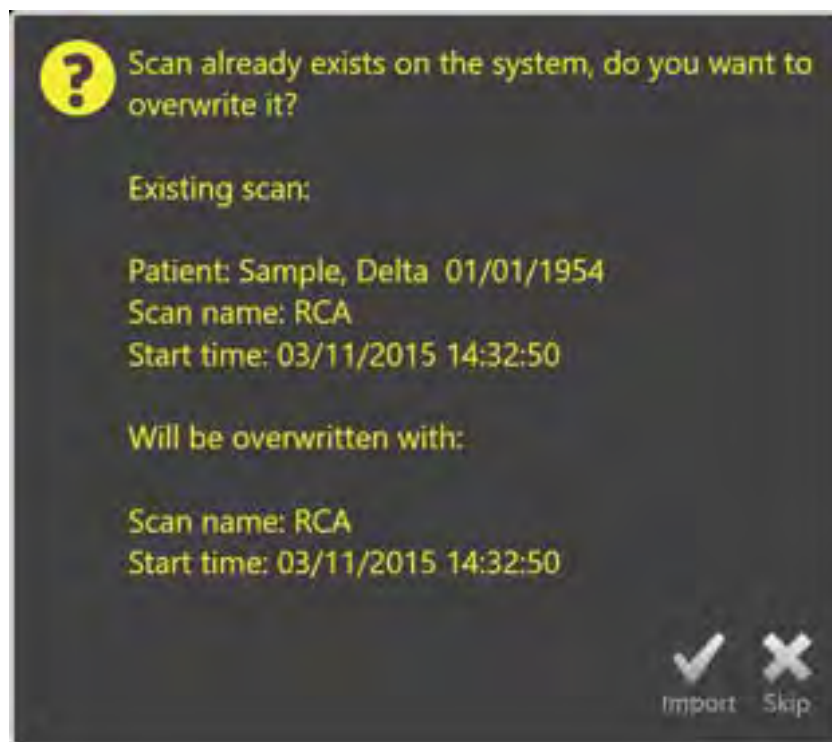 Scan already exists on the system, do you want to
overwrite it?
Existing scan:
Patient: Sample, Delta 01/01/1954
Scan name: RCA
Start time: 03/11/2015 14:32:50
Will be overwritten with:
Scan name: RCA
Start time: 03/11/2015 14:32:50
Import Skip